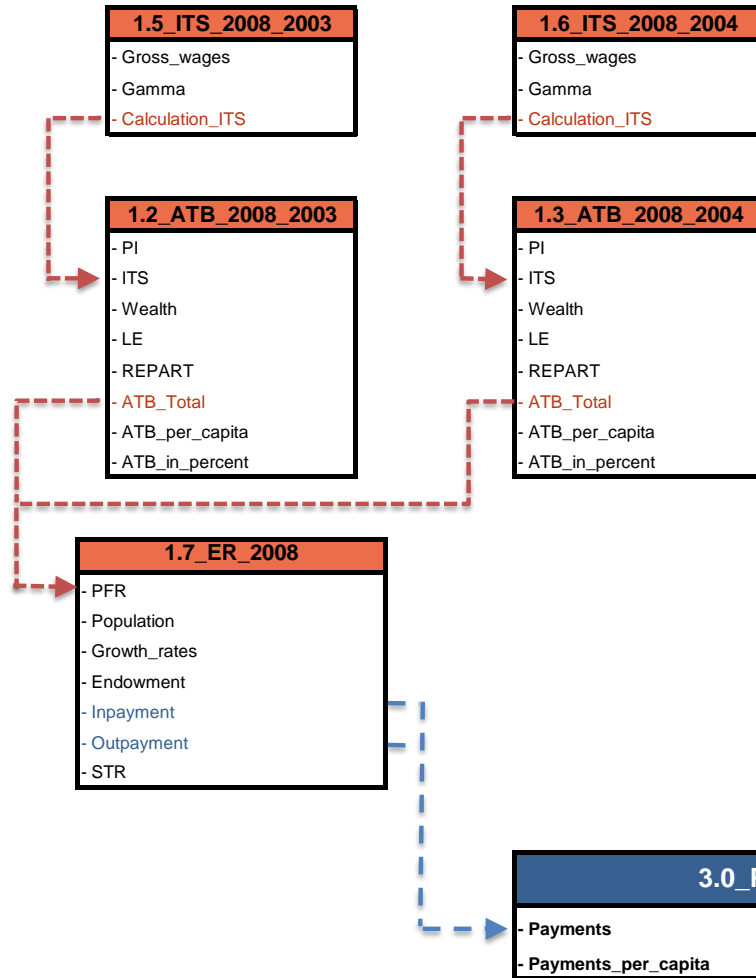 1.5_ITS_2008_2003
- Gross_wages
- Gamma
- Calculation_ITS
1.6_ITS_2008_2004
- Gross_wages
- Gamma
- Calculation_ITS
1.2_ATB_2008_2003
- PI
- ITS
- Wealth
- LE
- REPART
- ATB_Total
- ATB_per_capita
- ATB_in_percent
1.3_ATB_2008_2004
- PI
- ITS
- Wealth
- LE
- REPART
- ATB_Total
- ATB_per_capita
- ATB_in_percent
1.7_ER_2008
- PFR
- Population
- Growth_rates
- Endowment
- Inpayment
- Outpayment
- STR
3.0_
- Payments
- Payments_per_capita